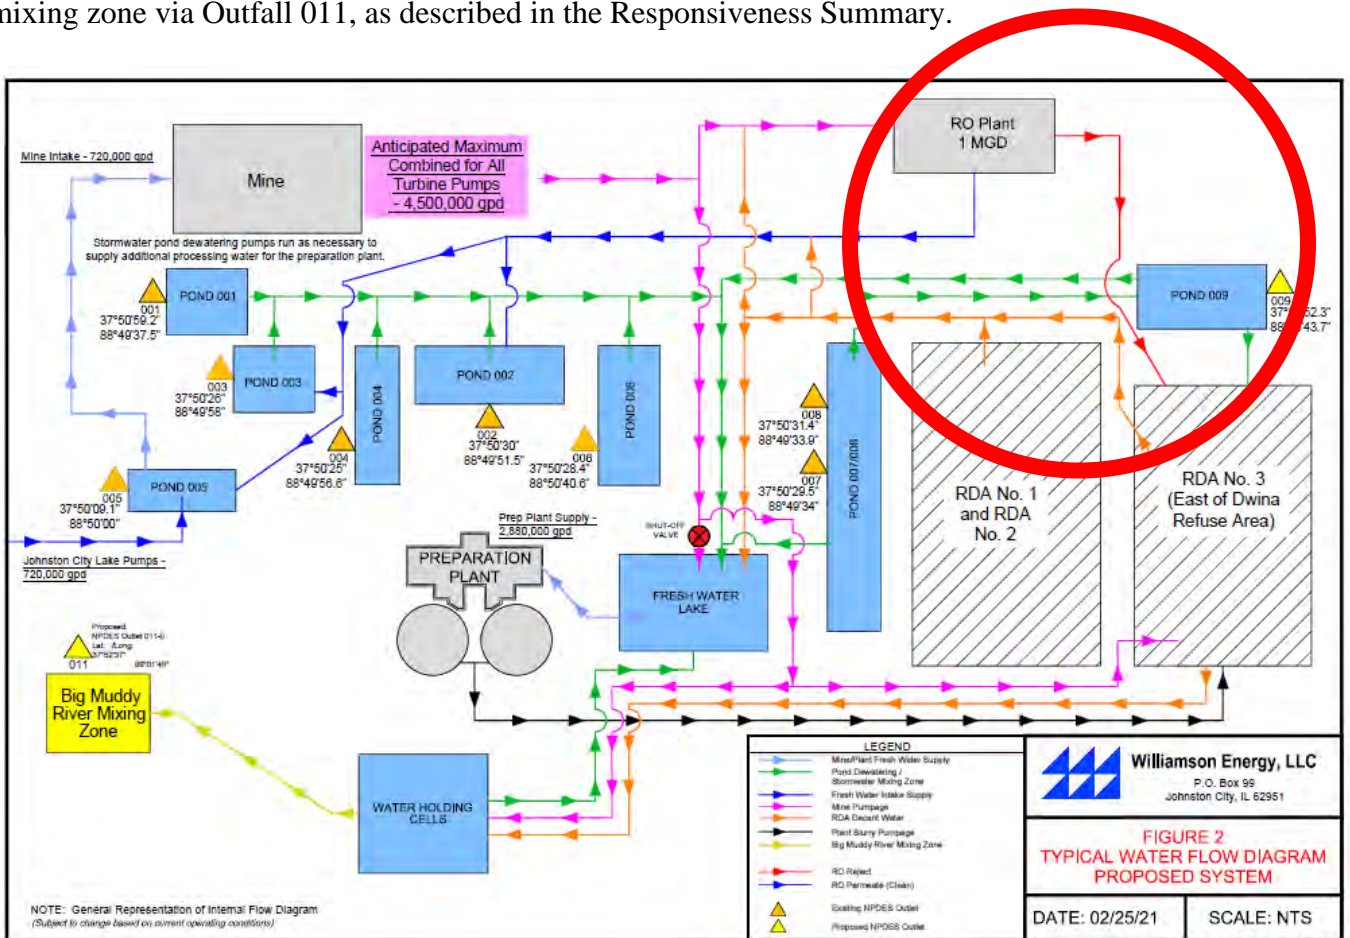 mixing zone via Outfall 011, as described in the Responsiveness Summary.
Mine Intake - 720,000 gpd
Mine
Anticipated Maximum
Combined for All
Turbine Pumps
- 4,500,000 gpd
RO Plant
1 MGD
Stormwater pond dewatering pumps run as necessary to
supply additional processing water for the preparation plant.
POND 001
001
37°50'59.2"
88°49'37.5"
POND 009
009
POND 003
003
37°50'26"
88°49'58"
POND 004
004
37°50'25"
88°49'56.6"
POND 002
002
37°50'30"
88°49'51.5"
006
37°50'28.4"
88°50'40.6"
008
37°50'31.4"
88°49'33.9"
007
37°50'29.5"
88°49'34"
POND 007/008
RDA No. 1
and RDA
No. 2
RDA No. 3
(East of Dwina
Refuse Area)
POND 005
005
37°50'09.1"
88°50'00"
Johnston City Lake Pumps -
720,000 gpd
Prep Plant Supply -
2,880,000 gpd
SHUT-OFF
VALVE
PREPARATION
PLANT
FRESH WATER
LAKE
Proposed
011
Big Muddy
River Mixing
Zone
WATER HOLDING
CELLS
LEGEND
Mine/Plant Fresh Water Supply
Pond Dewatering /
Stormwater Mixing Zone
Fresh Water Intake Supply
Mine Pumpage
RDA Decant Water
Plant Slurry Pumpage
Big Muddy River Mixing Zone
RO Reject
RO Permeate (Clean)
Existing NPDES Outlet
Proposed NPDES Outlet
Williamson Energy, LLC
P.O. Box 99
Johnston City, IL 62951
FIGURE 2
TYPICAL WATER FLOW DIAGRAM
PROPOSED SYSTEM
DATE: 02/25/21
SCALE: NTS
NOTE: General Representation of Internal Flow Diagram
(Subject to change based on current operating conditions)